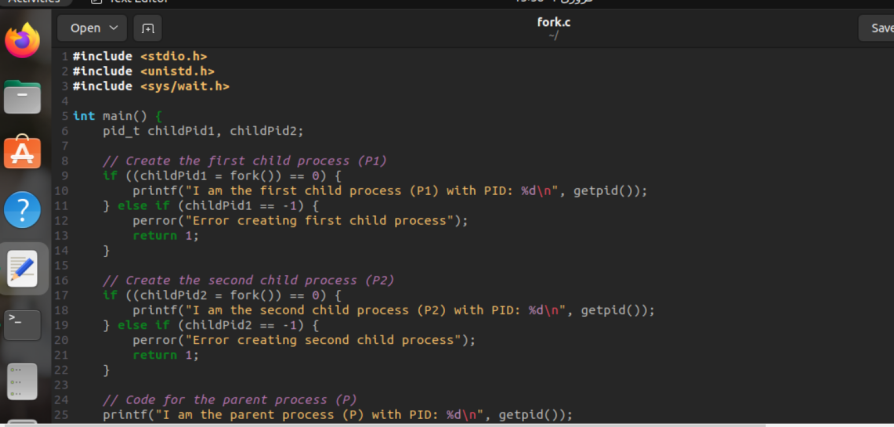 Activities Text Editor
Open
fork.c
~/
Save
1 #include <stdio.h>
2 #include <unistd.h>
3 #include <sys/wait.h>
4
5 int main() {
6 pid_t childPid1, childPid2;
7
8 // Create the first child process (P1)
9 if ((childPid1 = fork()) == 0) {
10 printf("I am the first child process (P1) with PID: %d\n", getpid());
11 } else if (childPid1 == -1) {
12 perror("Error creating first child process");
13 return 1;
14 }
15
16 // Create the second child process (P2)
17 if ((childPid2 = fork()) == 0) {
18 printf("I am the second child process (P2) with PID: %d\n", getpid());
19 } else if (childPid2 == -1) {
20 perror("Error creating second child process");
21 return 1;
22 }
23
24 // Code for the parent process (P)
25 printf("I am the parent process (P) with PID: %d\n", getpid());